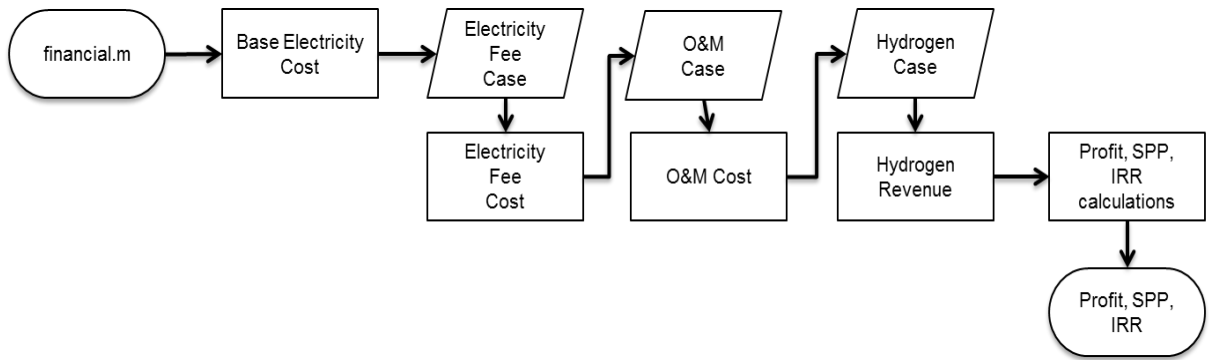 financial.m
Base Electricity
Cost
Electricity
Fee
Case
Electricity
Fee
Cost
O&M
Case
O&M Cost
Hydrogen
Case
Hydrogen
Revenue
Profit, SPP,
IRR
calculations
Profit, SPP,
IRR